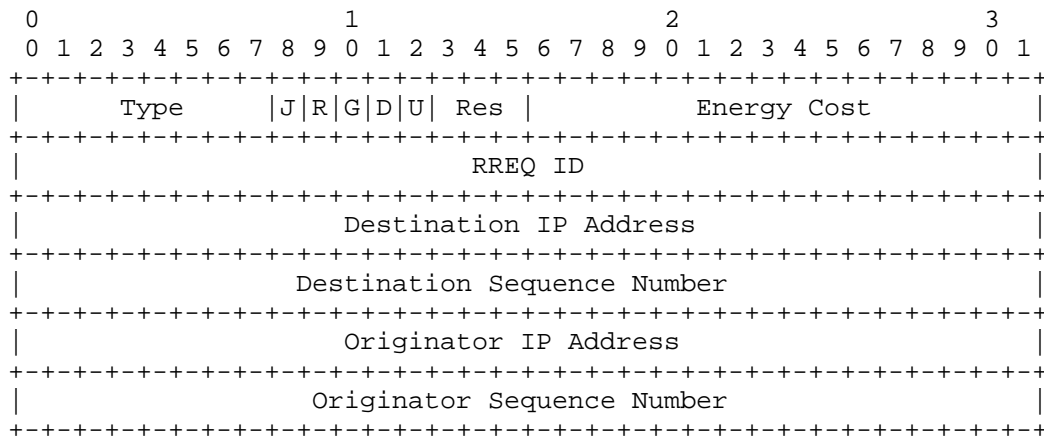 0                   1                   2                   3
 0 1 2 3 4 5 6 7 8 9 0 1 2 3 4 5 6 7 8 9 0 1 2 3 4 5 6 7 8 9 0 1
+-+-+-+-+-+-+-+-+-+-+-+-+-+-+-+-+-+-+-+-+-+-+-+-+-+-+-+-+-+-+-+-+
|      Type     |J|R|G|D|U| Res |          Energy Cost          |
+-+-+-+-+-+-+-+-+-+-+-+-+-+-+-+-+-+-+-+-+-+-+-+-+-+-+-+-+-+-+-+-+
|                            RREQ ID                            |
+-+-+-+-+-+-+-+-+-+-+-+-+-+-+-+-+-+-+-+-+-+-+-+-+-+-+-+-+-+-+-+-+
|                    Destination IP Address                     |
+-+-+-+-+-+-+-+-+-+-+-+-+-+-+-+-+-+-+-+-+-+-+-+-+-+-+-+-+-+-+-+-+
|                 Destination Sequence Number                   |
+-+-+-+-+-+-+-+-+-+-+-+-+-+-+-+-+-+-+-+-+-+-+-+-+-+-+-+-+-+-+-+-+
|                    Originator IP Address                      |
+-+-+-+-+-+-+-+-+-+-+-+-+-+-+-+-+-+-+-+-+-+-+-+-+-+-+-+-+-+-+-+-+
|                  Originator Sequence Number                   |
+-+-+-+-+-+-+-+-+-+-+-+-+-+-+-+-+-+-+-+-+-+-+-+-+-+-+-+-+-+-+-+-+